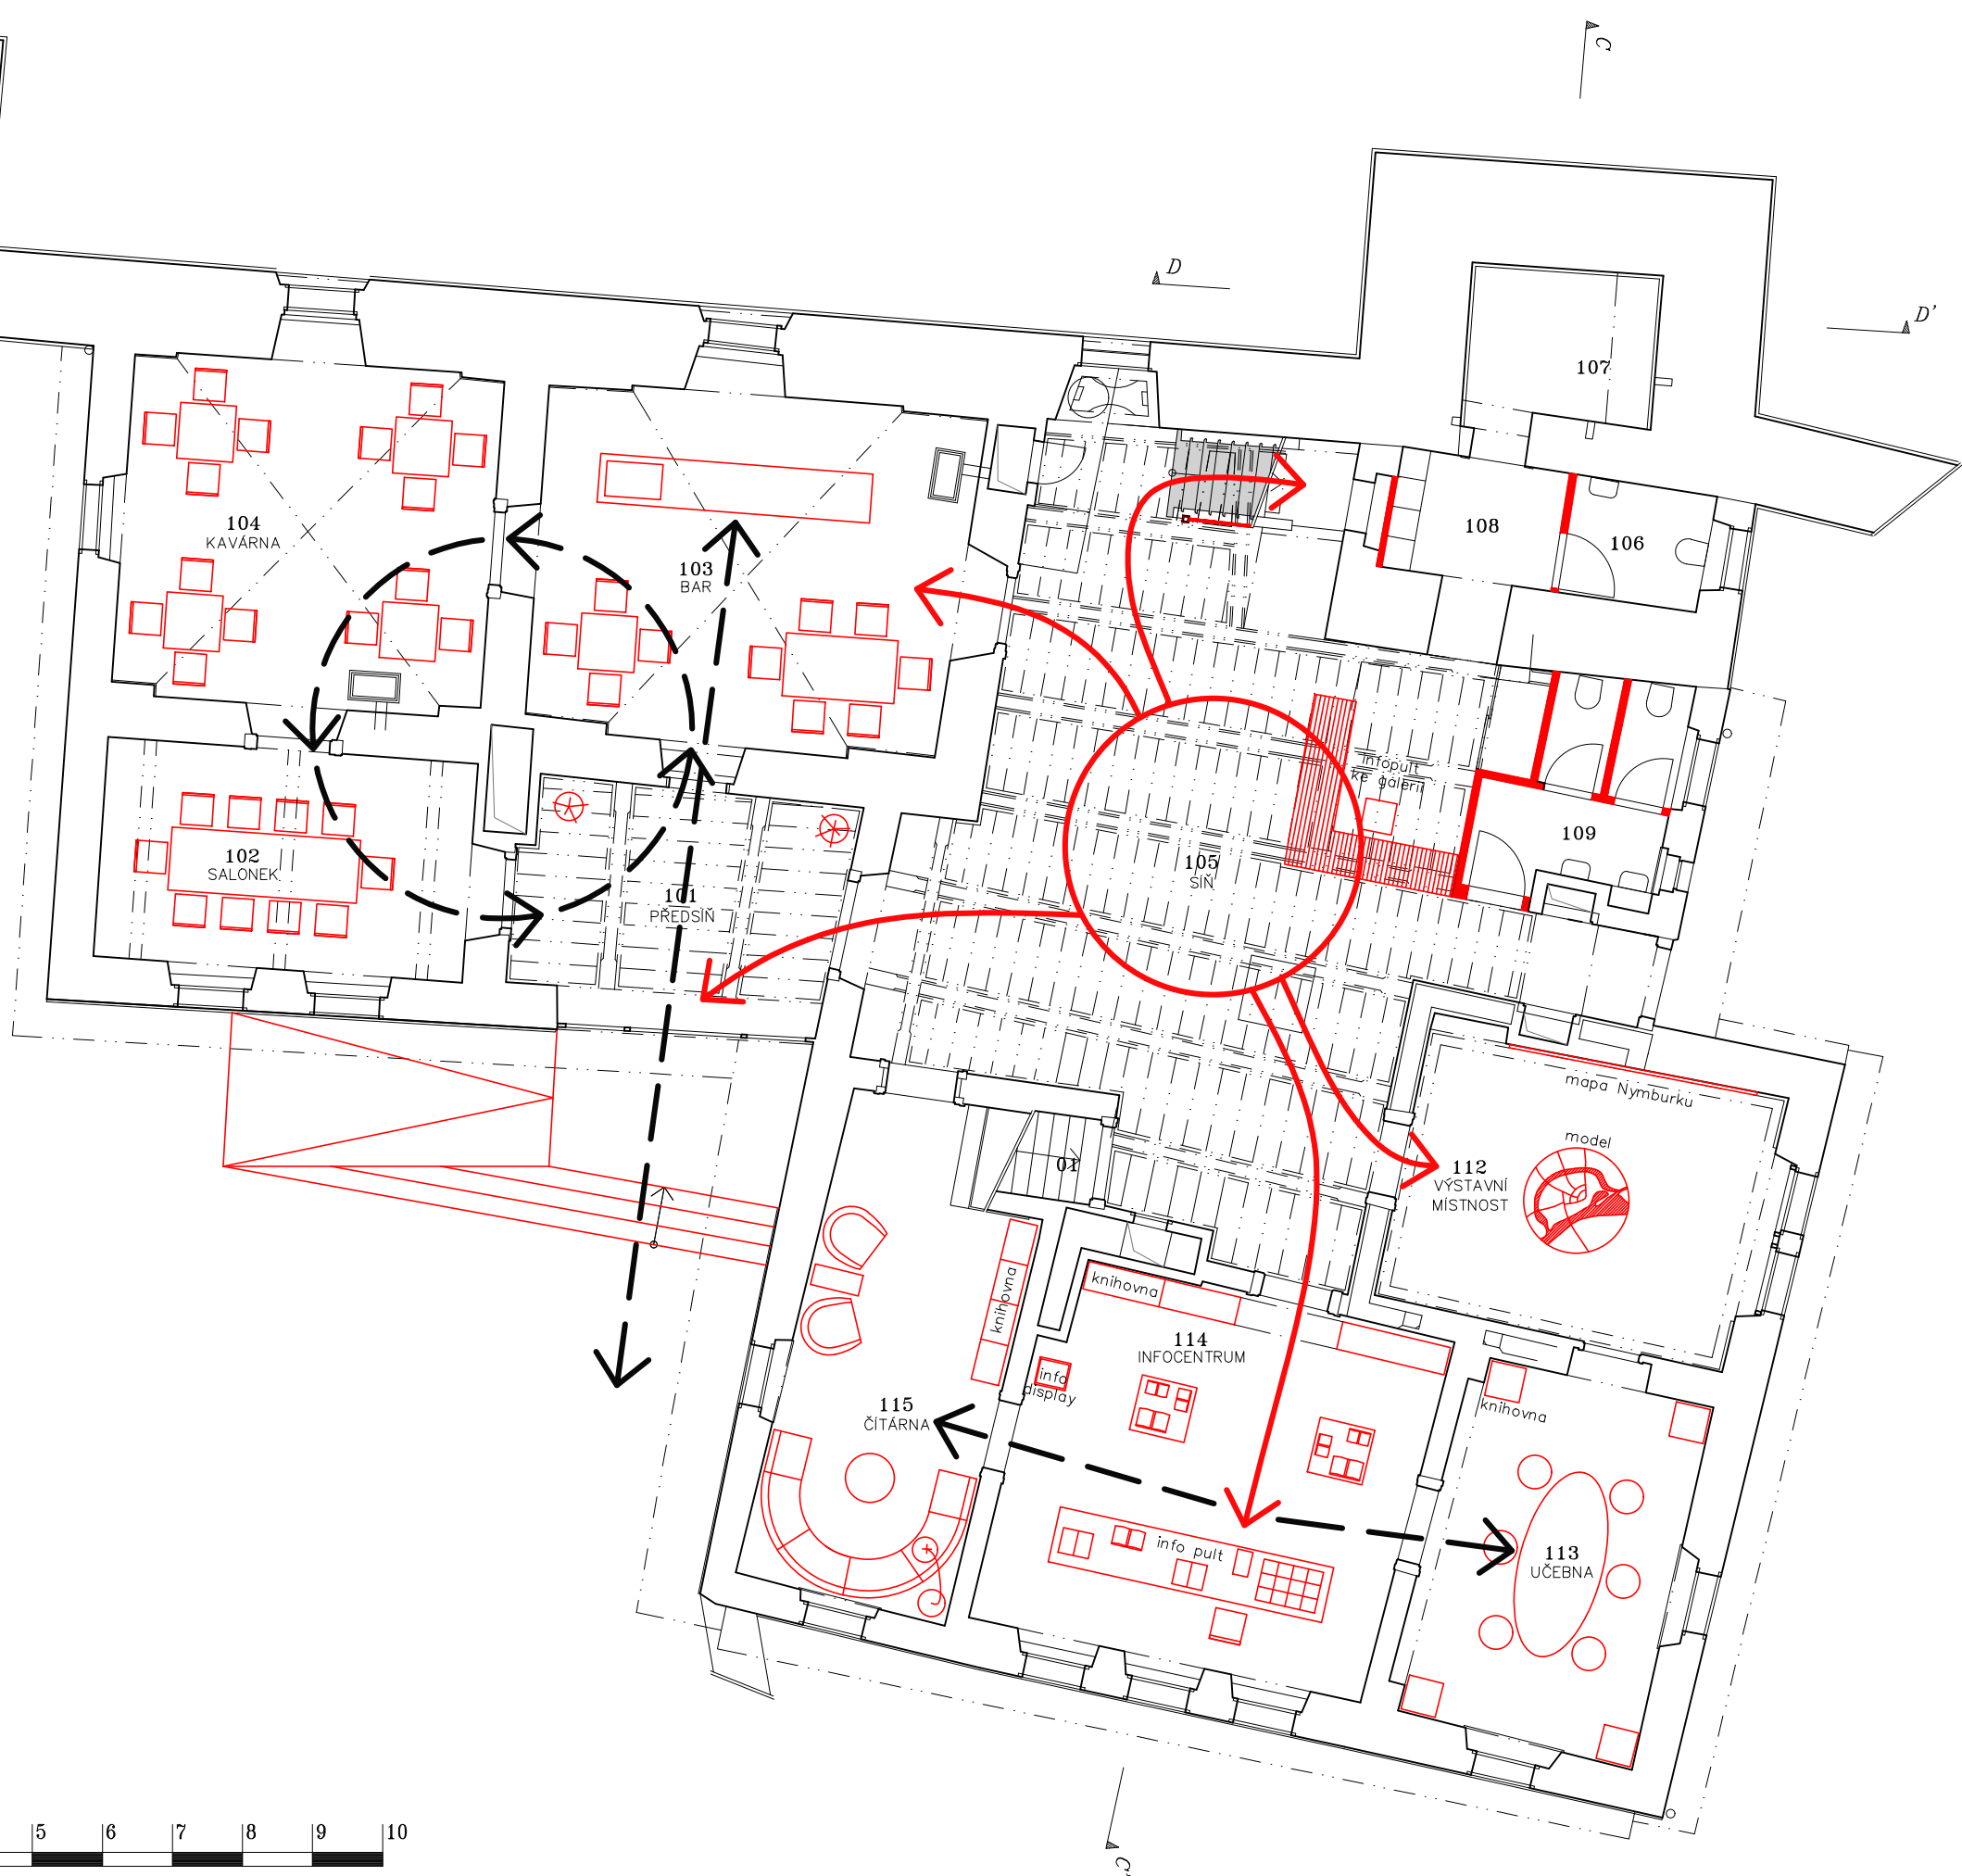 C
D
D'
107
104
KAVÁRNA
108
106
103
BAR
infopult
ke galerii
109
102
SALONEK
105
SÍŇ
101
PŘEDSÍŇ
mapa Nymburku
model
01
112
VÝSTAVNÍ
MÍSTNOST
knihovna
knihovna
114
INFOCENTRUM
info
display
115
ČÍTÁRNA
knihovna
info pult
113
UČEBNA
5
6
7
8
9
10
C'